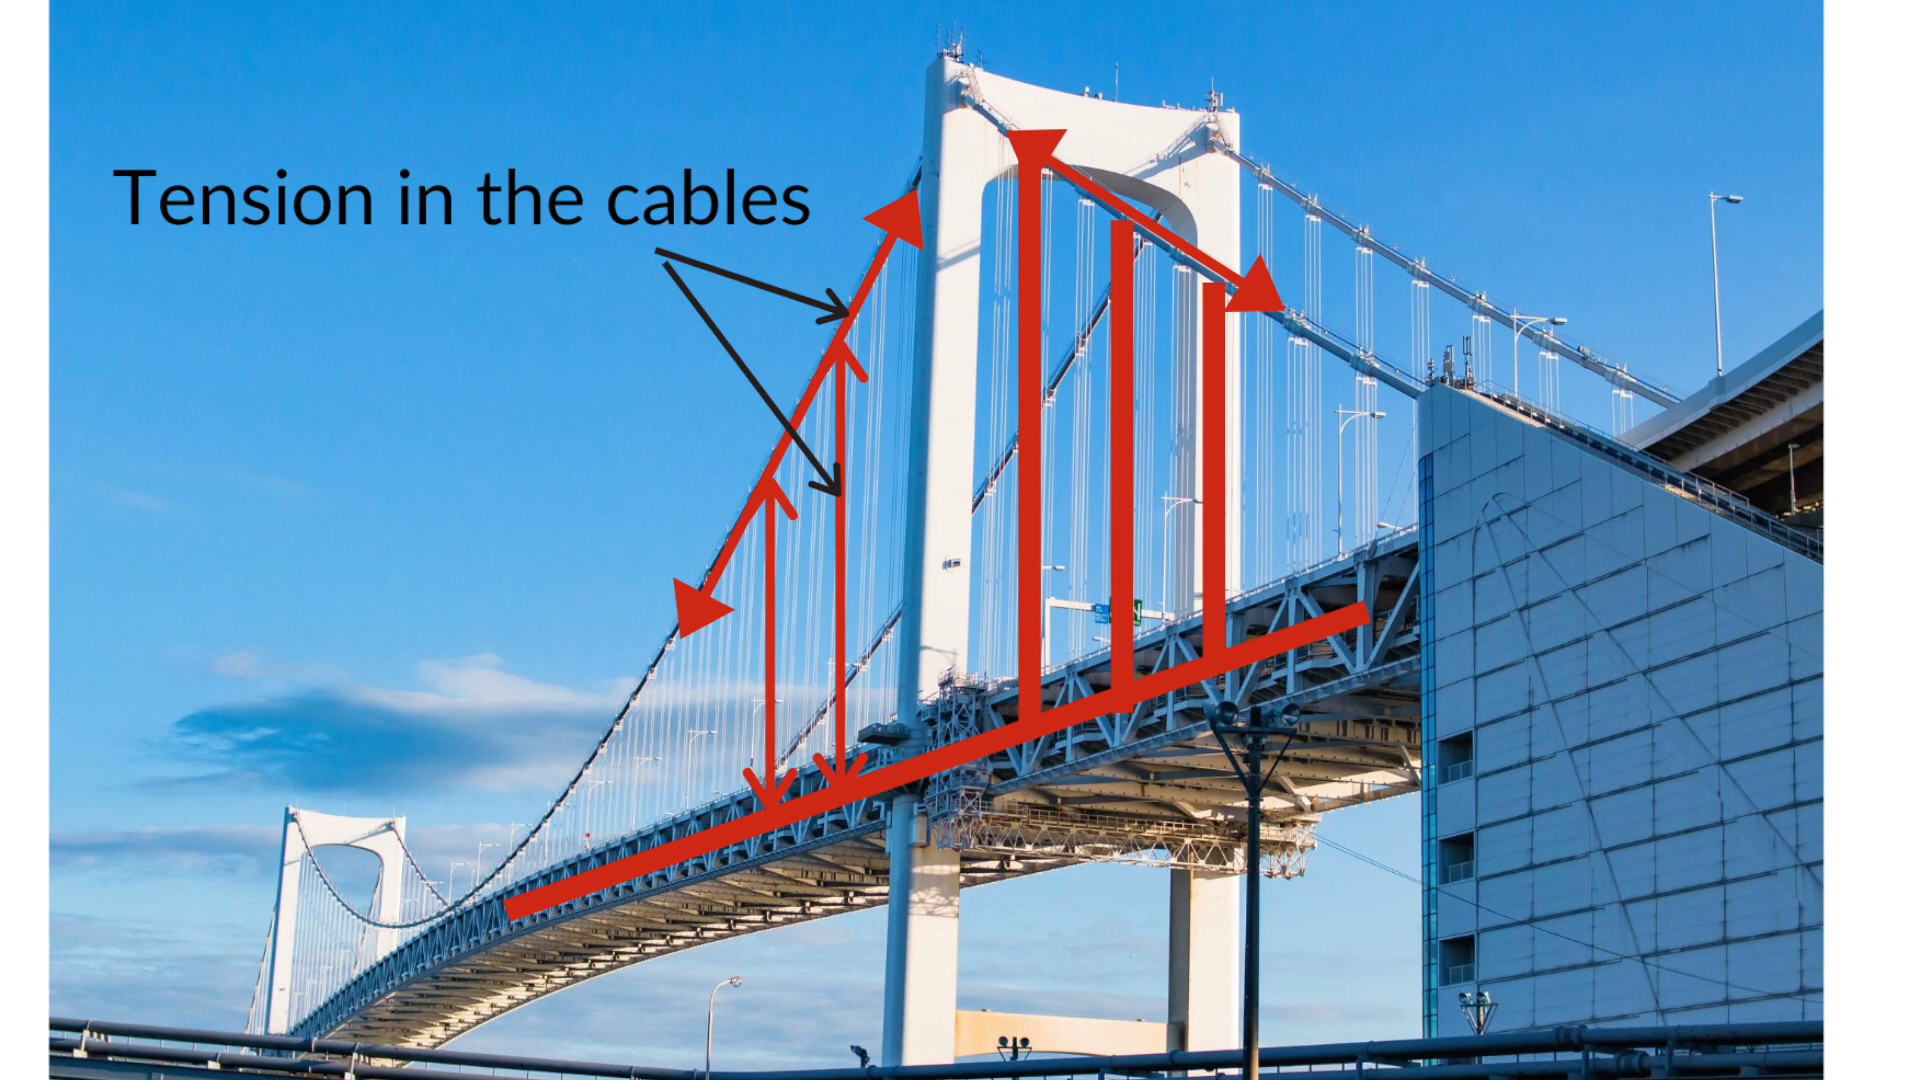 Tension in the cables